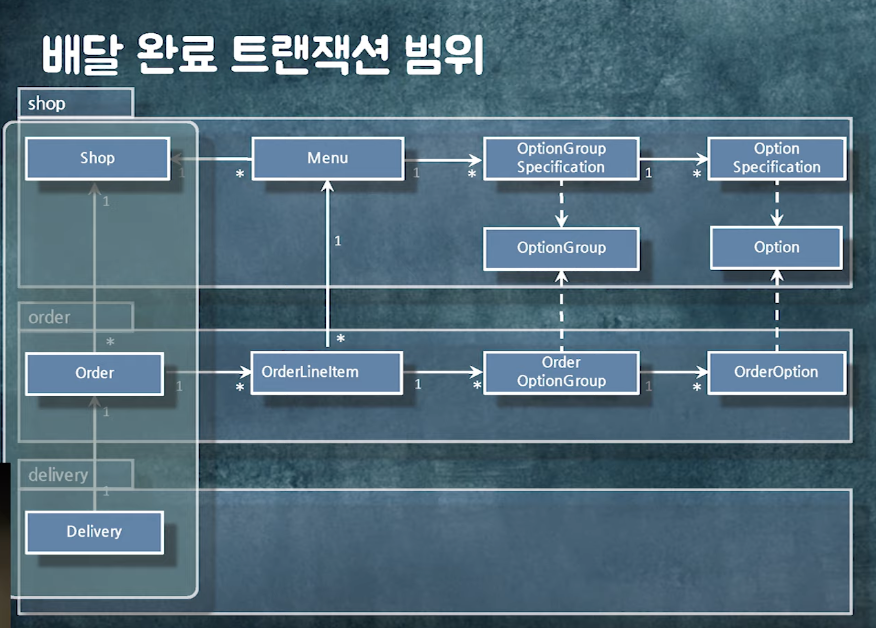 배달 완료 트랜잭션 범위
shop
Shop
Menu
OptionGroup
Specification
Option
Specification
1
*
1
*
1
*
1
OptionGroup
Option
1
order
*
*
Order
OrderLineItem
Order
OptionGroup
OrderOption
1
*
1
*
1
*
1
delivery
1
Delivery